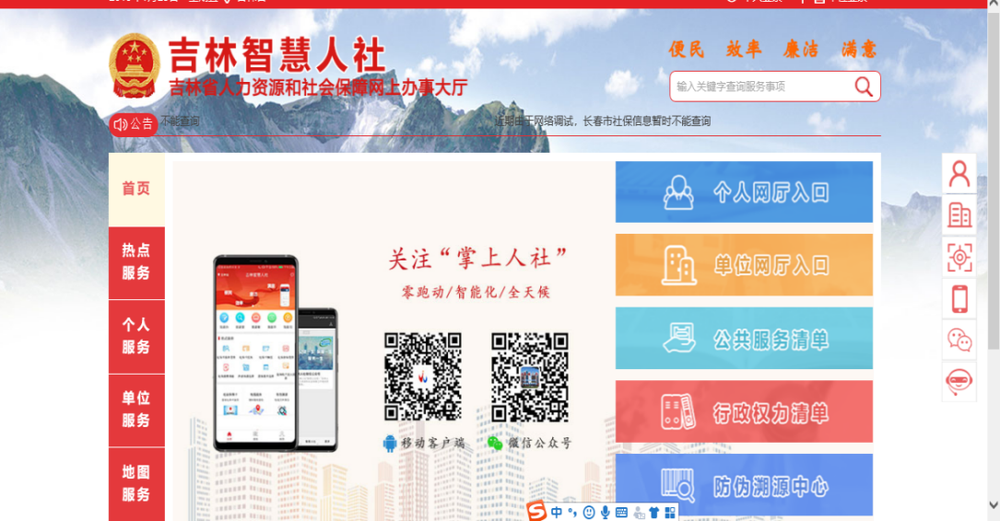 吉林智慧人社
吉林省人力资源和社会保障网上办事大厅
便民 效率 廉洁 满意
输入关键字查询服务事项
公告
不能查询
近期由于网络调试，长春市社保信息暂时不能查询
首页
热点
服务
个人
服务
单位
服务
地图
服务
关注“掌上人社”
零跑动/智能化/全天候
移动客户端
微信公众号
个人网厅入口
单位网厅入口
公共服务清单
行政权力清单
防伪溯源中心
中